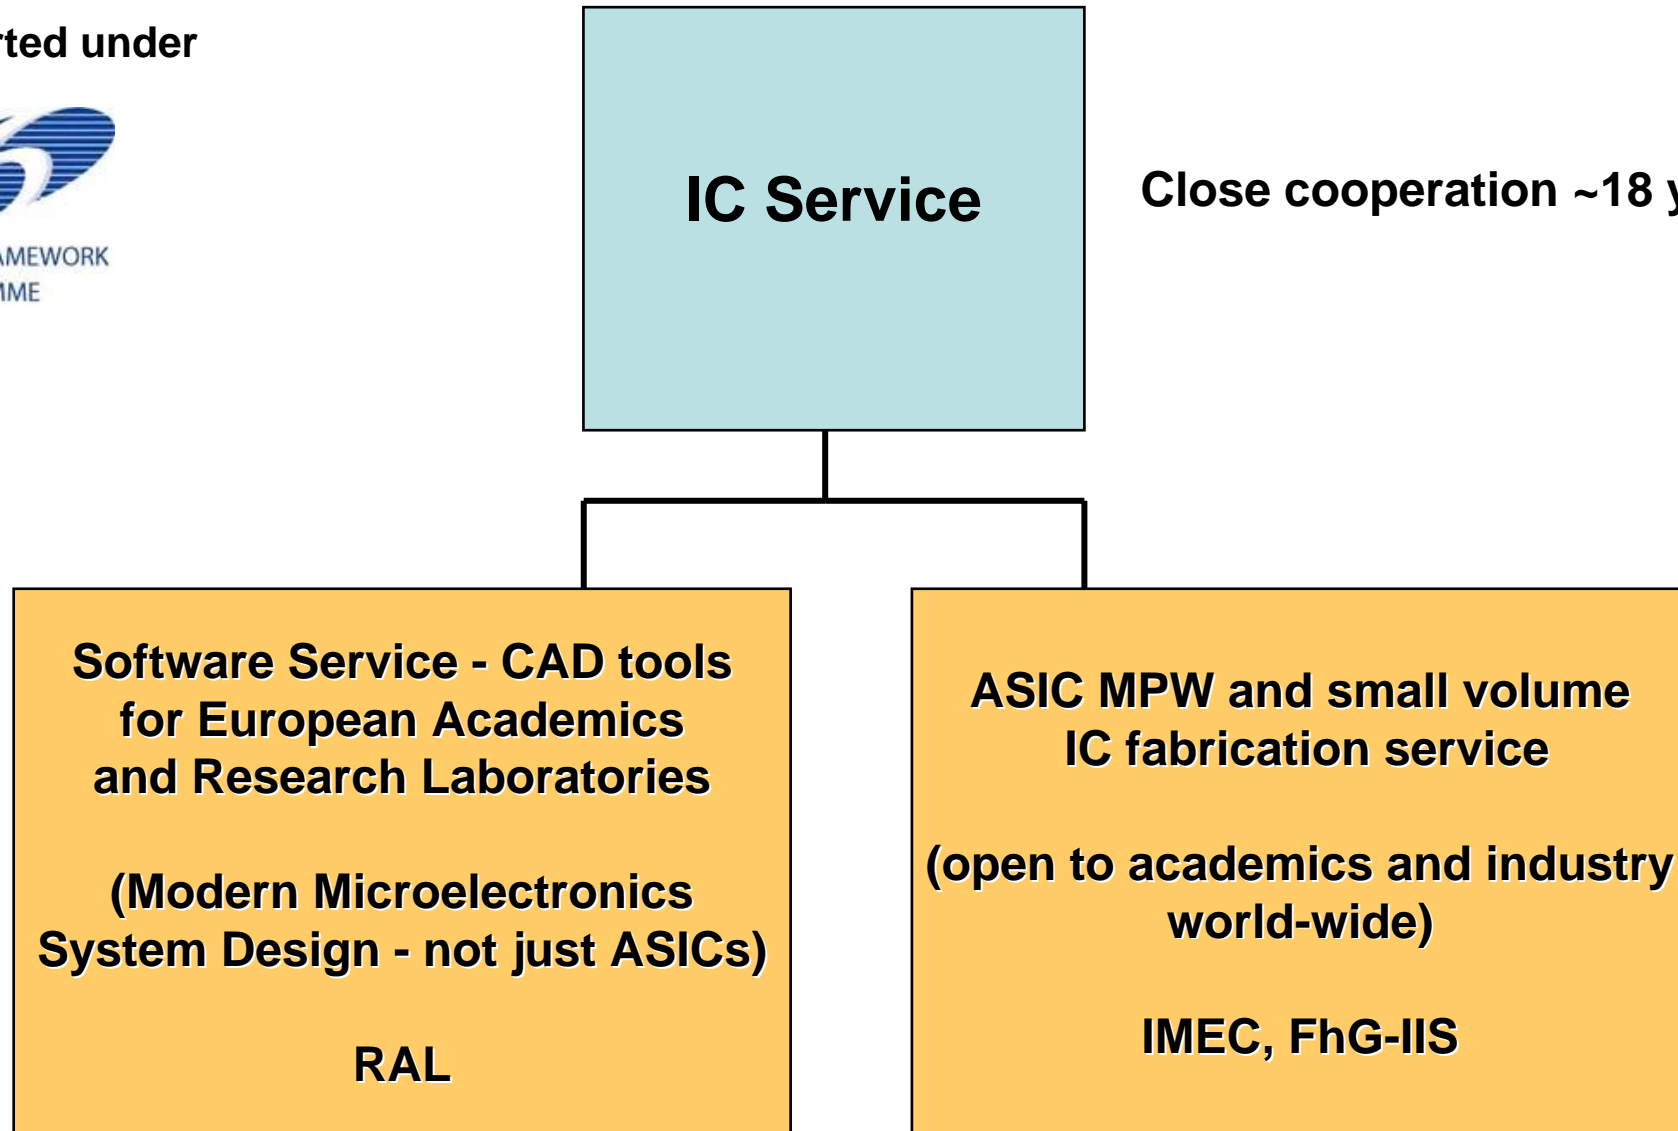 rted under
AMEWORK
MME
IC Service
Close cooperation ~18 y
Software Service - CAD tools
for European Academics
and Research Laboratories
(Modern Microelectronics
System Design - not just ASICs)
RAL
ASIC MPW and small volume
IC fabrication service
(open to academics and industry
world-wide)
IMEC, FhG-IIS